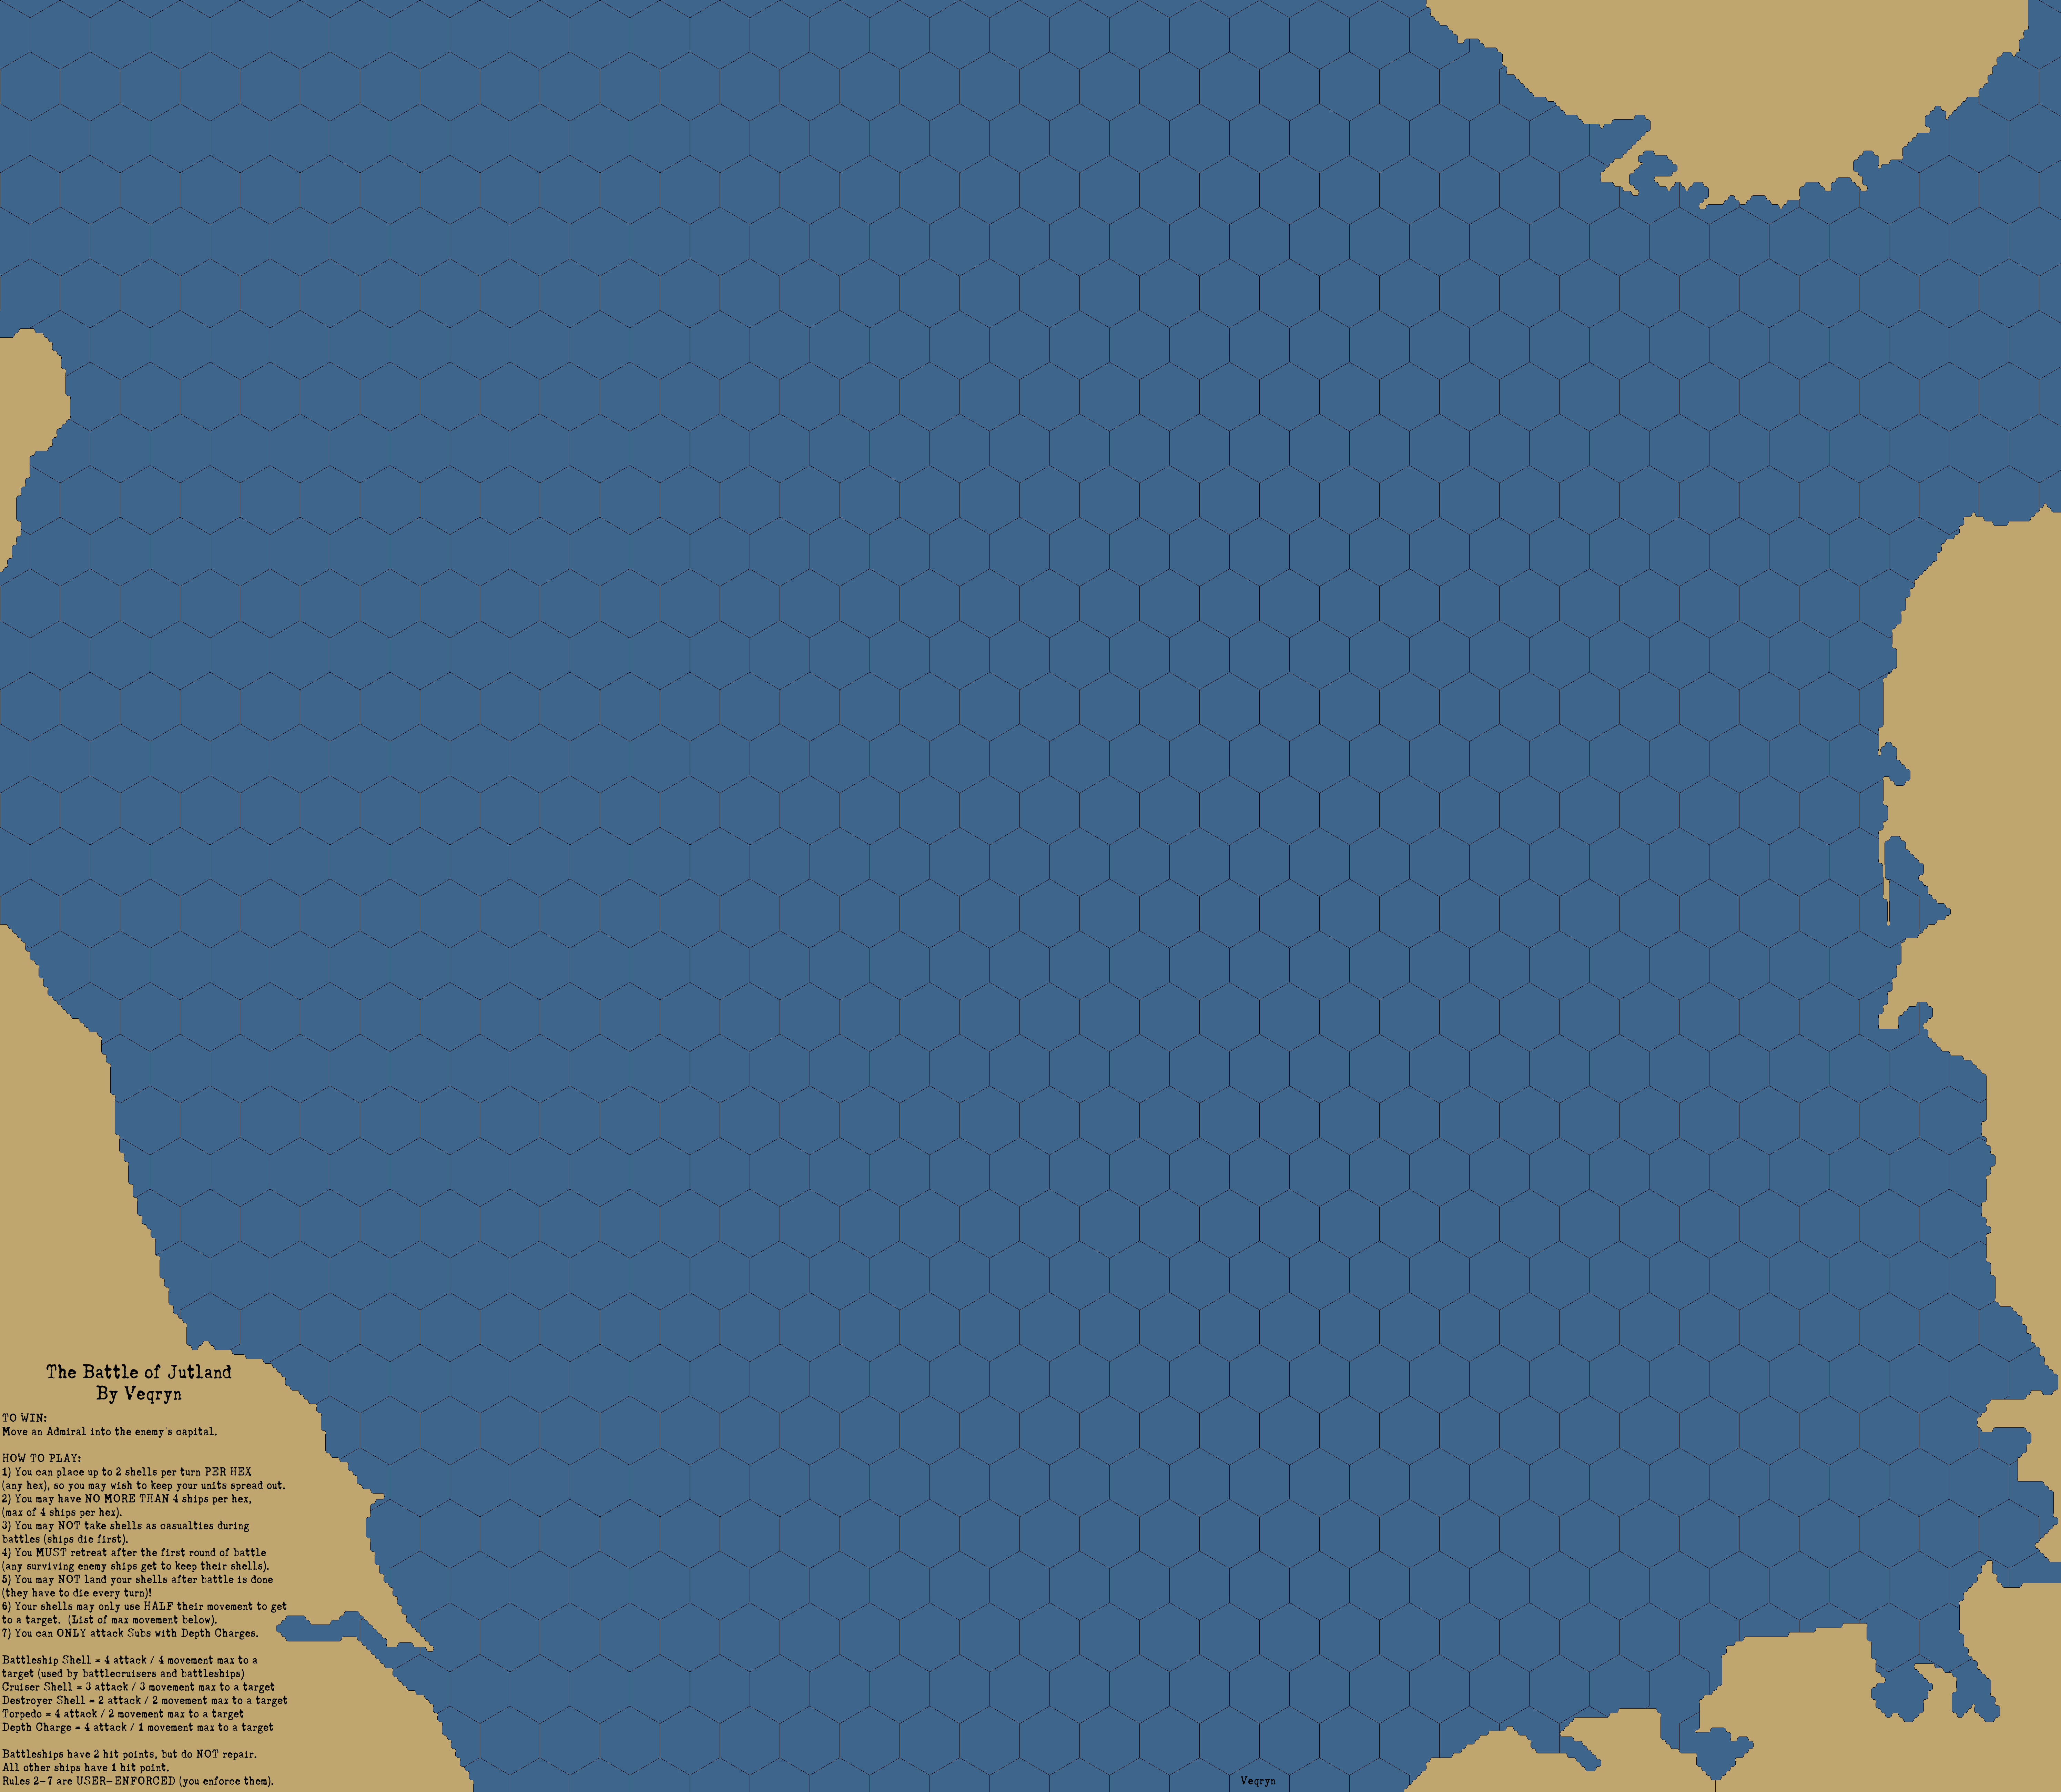 The Battle of Jutland
By Veqryn
TO WIN:
Move an Admiral into the enemy's capital.
HOW TO PLAY:
1) You can place up to 2 shells per turn PER HEX
(any hex), so you may wish to keep your units spread out.
2) You may have NO MORE THAN 4 ships per hex,
(max of 4 ships per hex).
3) You may NOT take shells as casualties during
battles (ships die first).
4) You MUST retreat after the first round of battle
(any surviving enemy ships get to keep their shells).
5) You may NOT land your shells after battle is done
(they have to die every turn)!
6) Your shells may only use HALF their movement to get
to a target.  (List of max movement below).
7) You can ONLY attack Subs with Depth Charges.
Battleship Shell = 4 attack / 4 movement max to a
target (used by battlecruisers and battleships)
Cruiser Shell = 3 attack / 3 movement max to a target
Destroyer Shell = 2 attack / 2 movement max to a target
Torpedo = 4 attack / 2 movement max to a target
Depth Charge = 4 attack / 1 movement max to a target
Battleships have 2 hit points, but do NOT repair.
All other ships have 1 hit point.
Rules 2-7 are USER-ENFORCED (you enforce them).
Veqryn